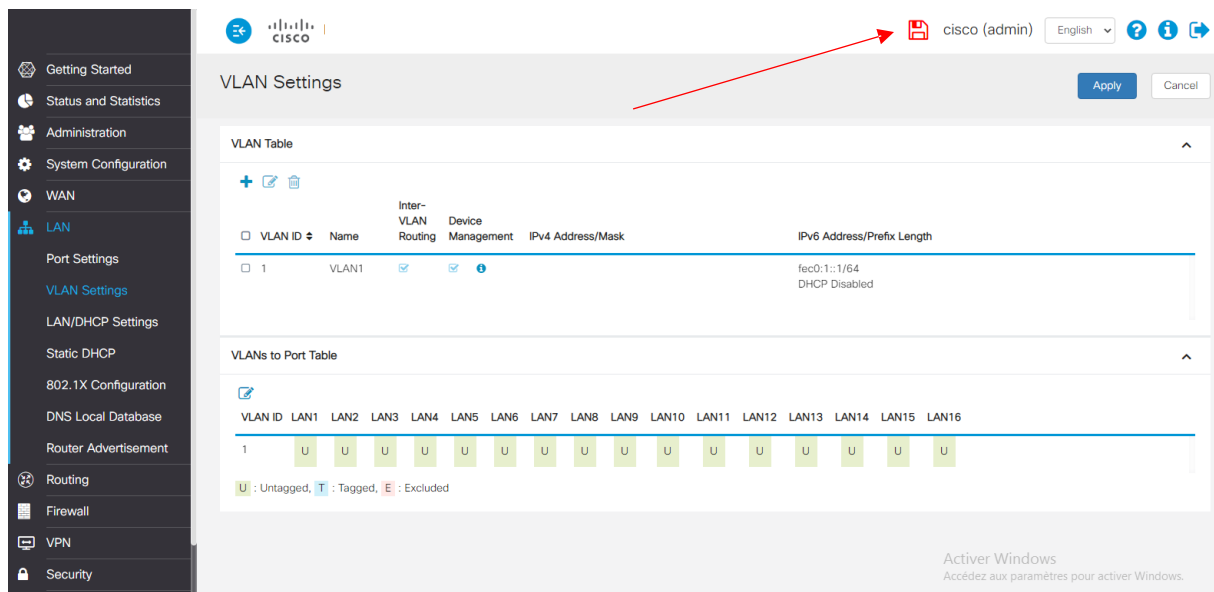 cisco
cisco (admin)
English
Getting Started
Status and Statistics
Administration
System Configuration
WAN
LAN
Port Settings
VLAN Settings
LAN/DHCP Settings
Static DHCP
802.1X Configuration
DNS Local Database
Router Advertisement
Routing
Firewall
VPN
Security
VLAN Settings
Apply
Cancel
VLAN Table
VLAN ID Name Inter-VLAN Routing Device Management IPv4 Address/Mask IPv6 Address/Prefix Length
1 VLAN1 fec0:1::1/64
DHCP Disabled
VLANs to Port Table
VLAN ID LAN1 LAN2 LAN3 LAN4 LAN5 LAN6 LAN7 LAN8 LAN9 LAN10 LAN11 LAN12 LAN13 LAN14 LAN15 LAN16
1 U U U U U U U U U U U U U U U U
U : Untagged, T : Tagged, E : Excluded
Activer Windows
Accédez aux paramètres pour activer Windows.